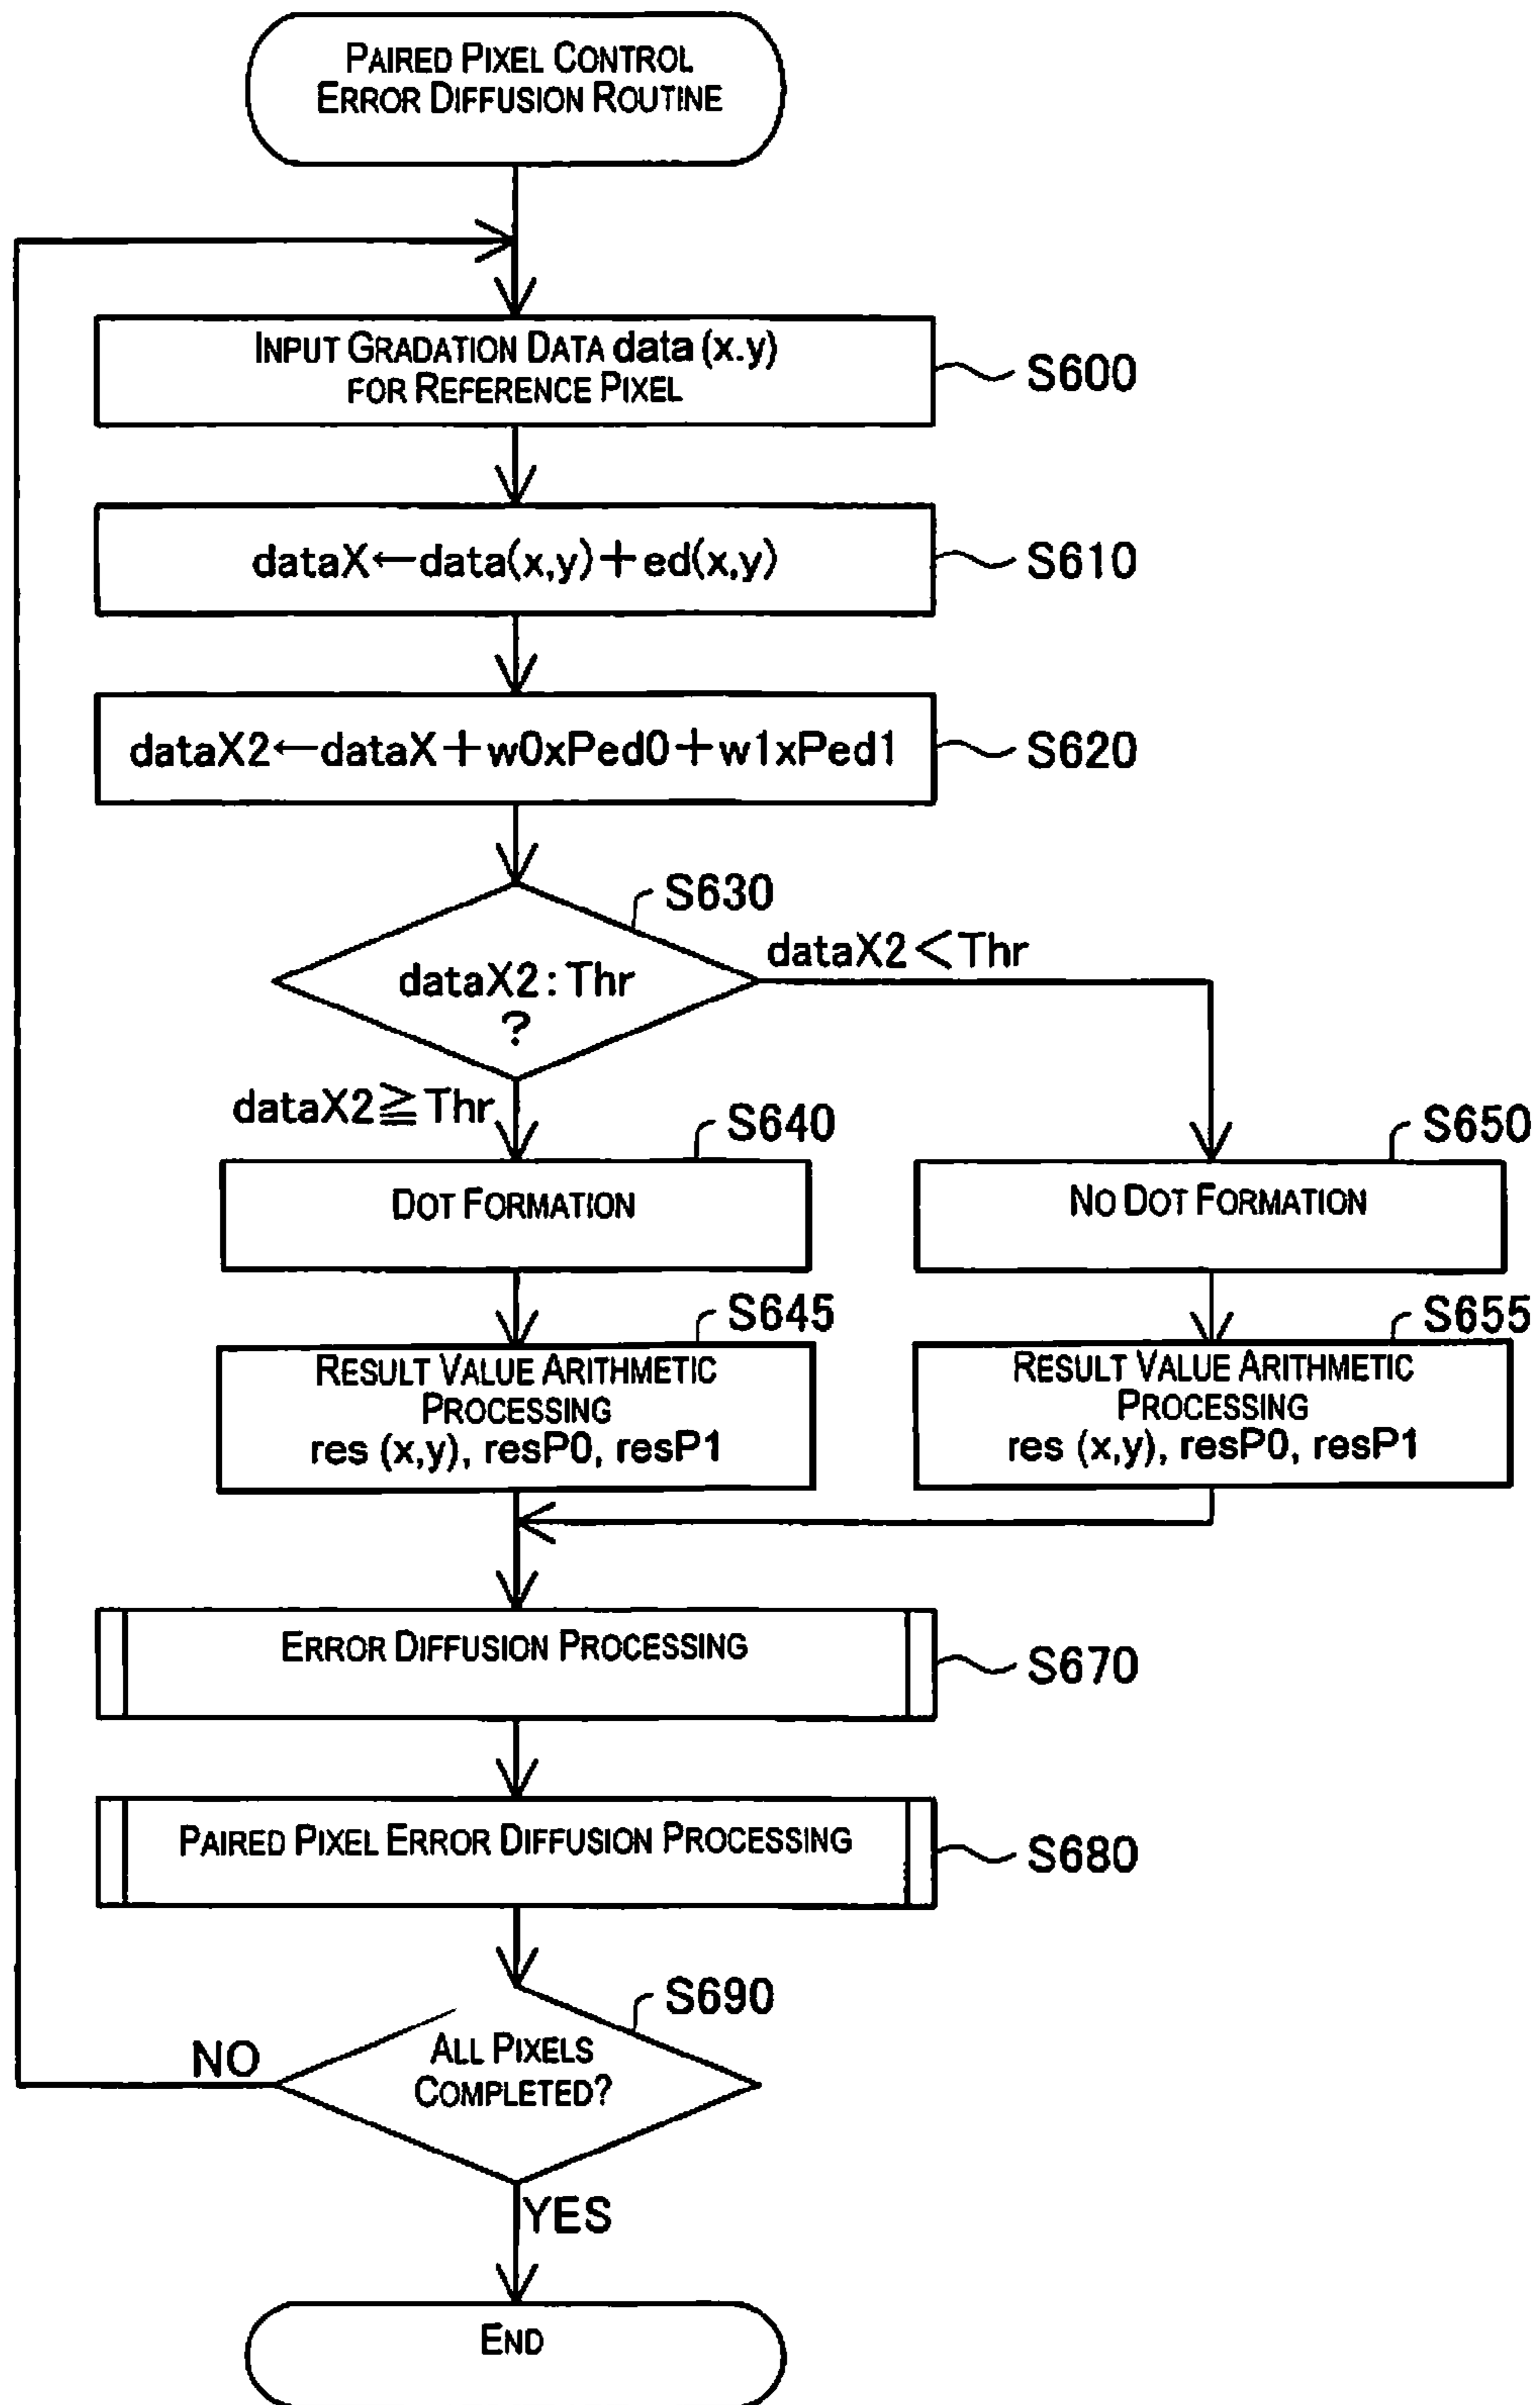 PAIRED PIXEL CONTROL
ERROR DIFFUSION ROUTINE
INPUT GRADATION DATA data (x.y)
FOR REFERENCE PIXEL
S600
dataX←data(x,y)+ed(x,y)
S610
dataX2←dataX+w0xPed0+w1xPed1
S620
S630
dataX2:Thr
?
dataX2<Thr
dataX2≧Thr
S640
DOT FORMATION
S650
NO DOT FORMATION
S645
RESULT VALUE ARITHMETIC
PROCESSING
res (x,y), resP0, resP1
S655
RESULT VALUE ARITHMETIC
PROCESSING
res (x,y), resP0, resP1
ERROR DIFFUSION PROCESSING
S670
PAIRED PIXEL ERROR DIFFUSION PROCESSING
S680
S690
ALL PIXELS
COMPLETED?
NO
YES
END